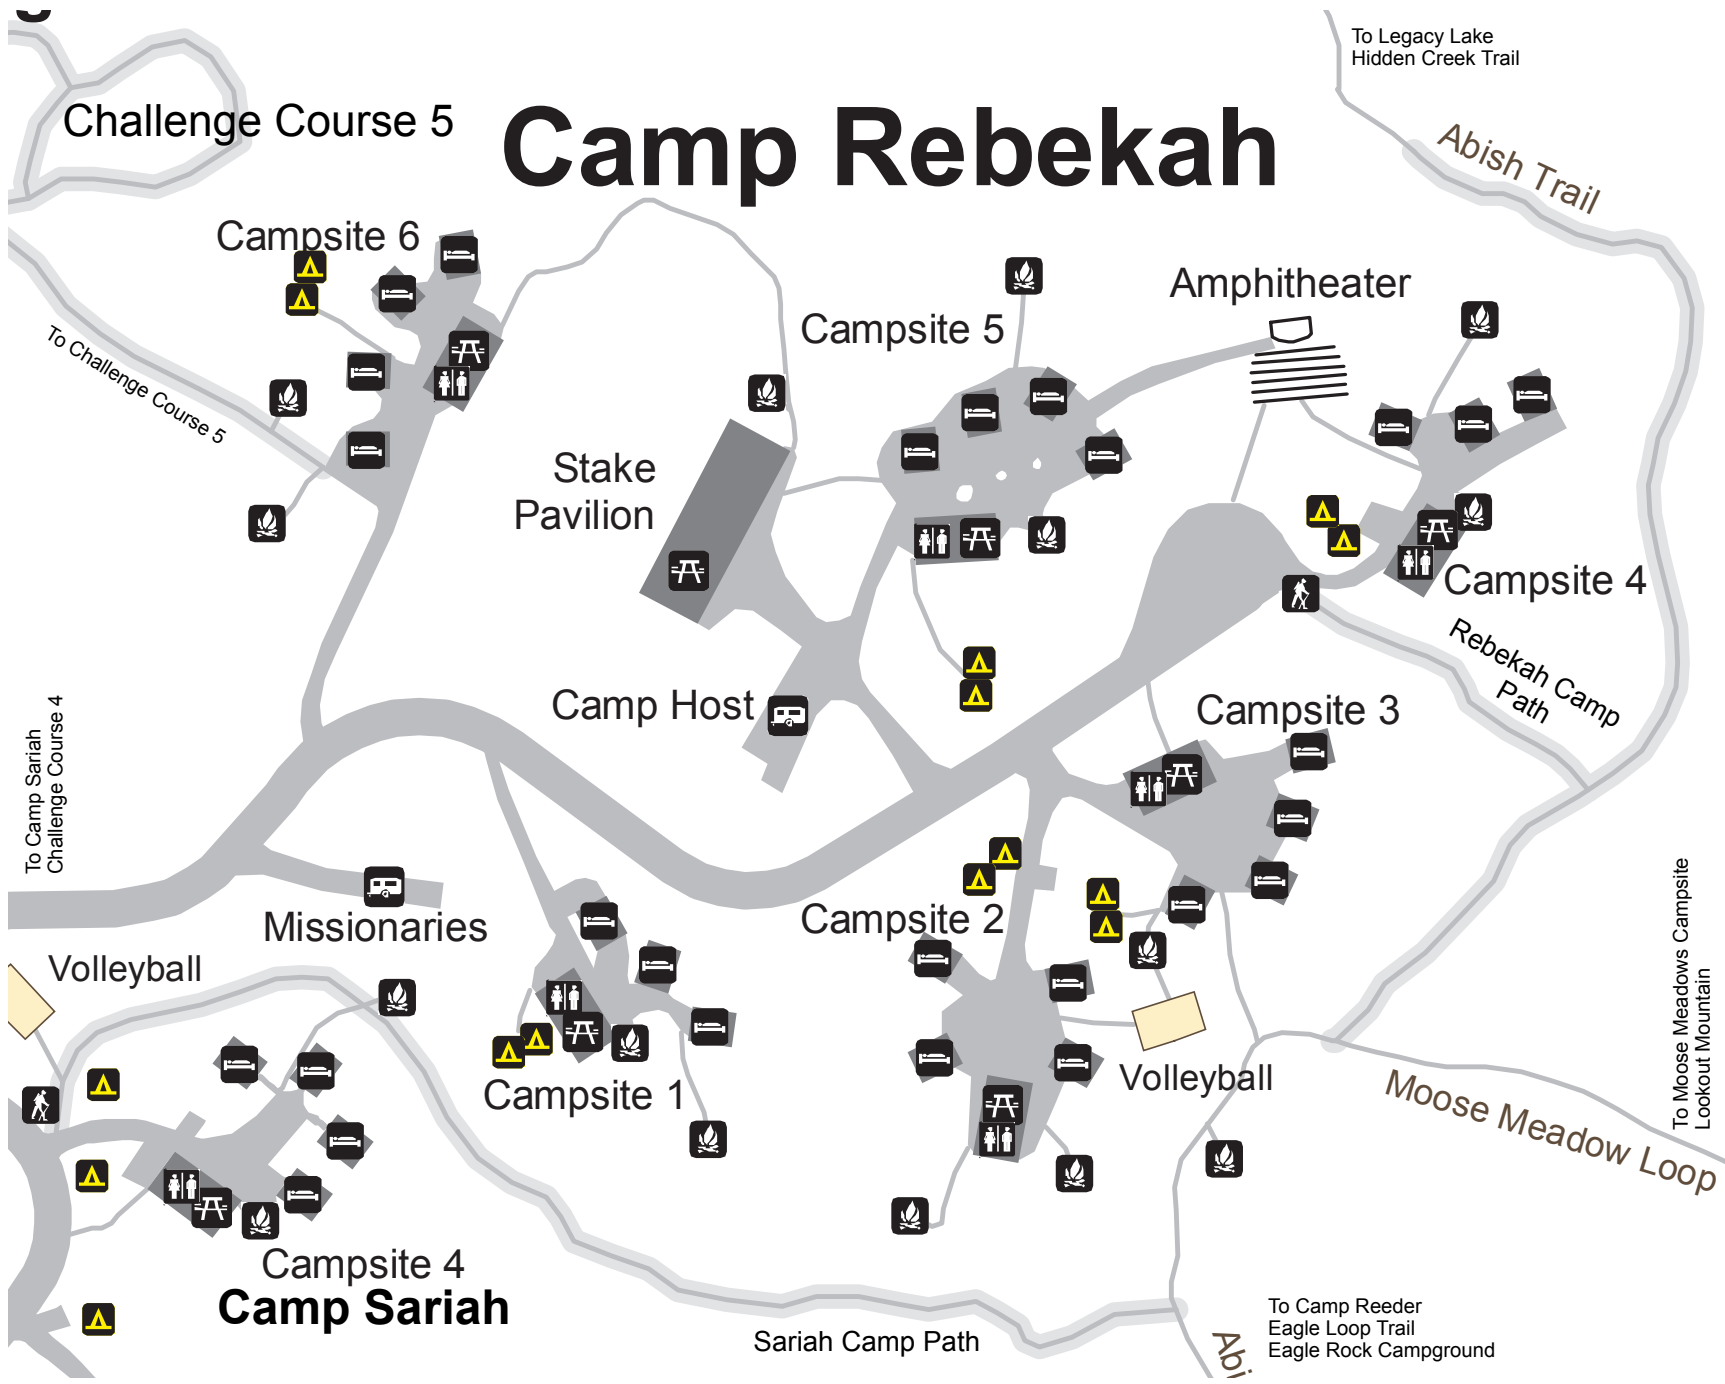 To Legacy Lake
Hidden Creek Trail
Challenge Course 5
Camp Rebekah
Abish Trail
Campsite 6
Amphitheater
Campsite 5
To Challenge Course 5
Stake
Pavilion
Campsite 4
Rebekah Camp
Path
Camp Host
Campsite 3
To Camp Sariah
Challenge Course 4
Missionaries
Campsite 2
Volleyball
Campsite 1
Volleyball
To Moose Meadows Campsite
Lookout Mountain
Moose Meadow Loop
Campsite 4
Camp Sariah
Sariah Camp Path
To Camp Reeder
Eagle Loop Trail
Eagle Rock Campground
Abi